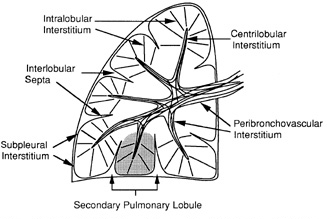 Intralobular
Interstitium
Centrilobular
Interstitium
Interlobular
Septa
Peribronchovascular
Interstitium
Subpleural
Interstitium
Secondary Pulmonary Lobule